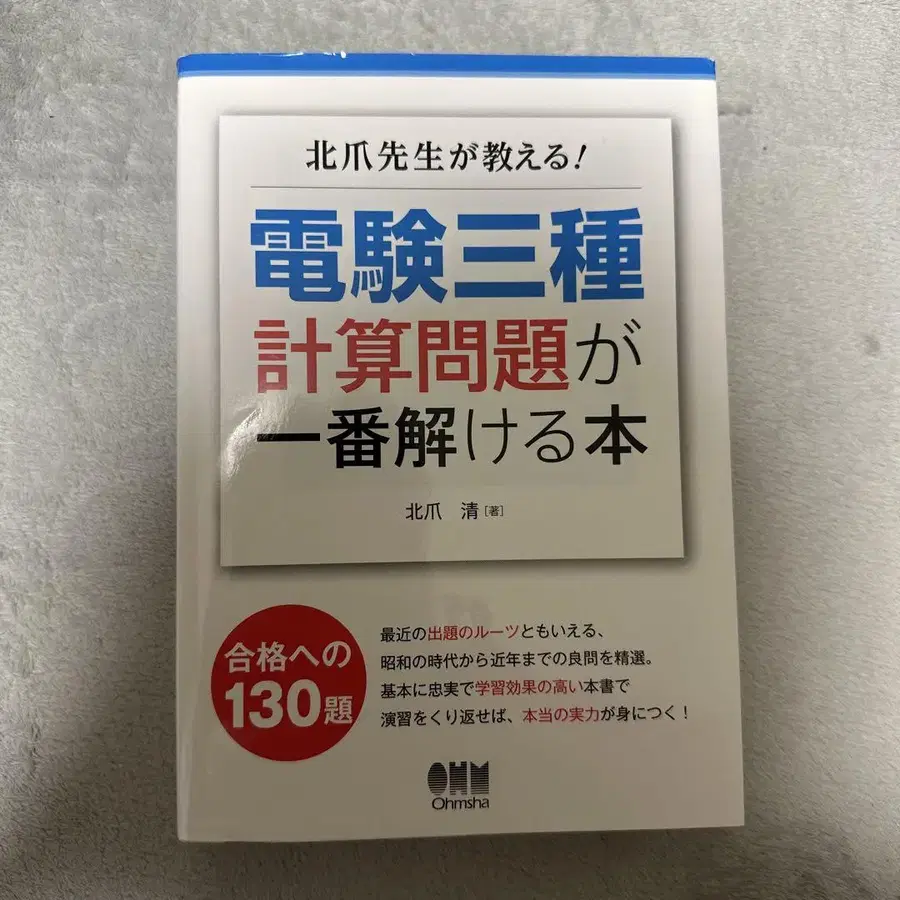 北爪先生が教える!
電験三種
計算問題が
一番解ける本
北爪 清[著]
合格への
130題
最近の出題のルーツともいえる、
昭和の時代から近年までの良問を精選。
基本に忠実で学習効果の高い本書で
演習をくり返せば、本当の実力が身につく!
OHM
Ohmsha